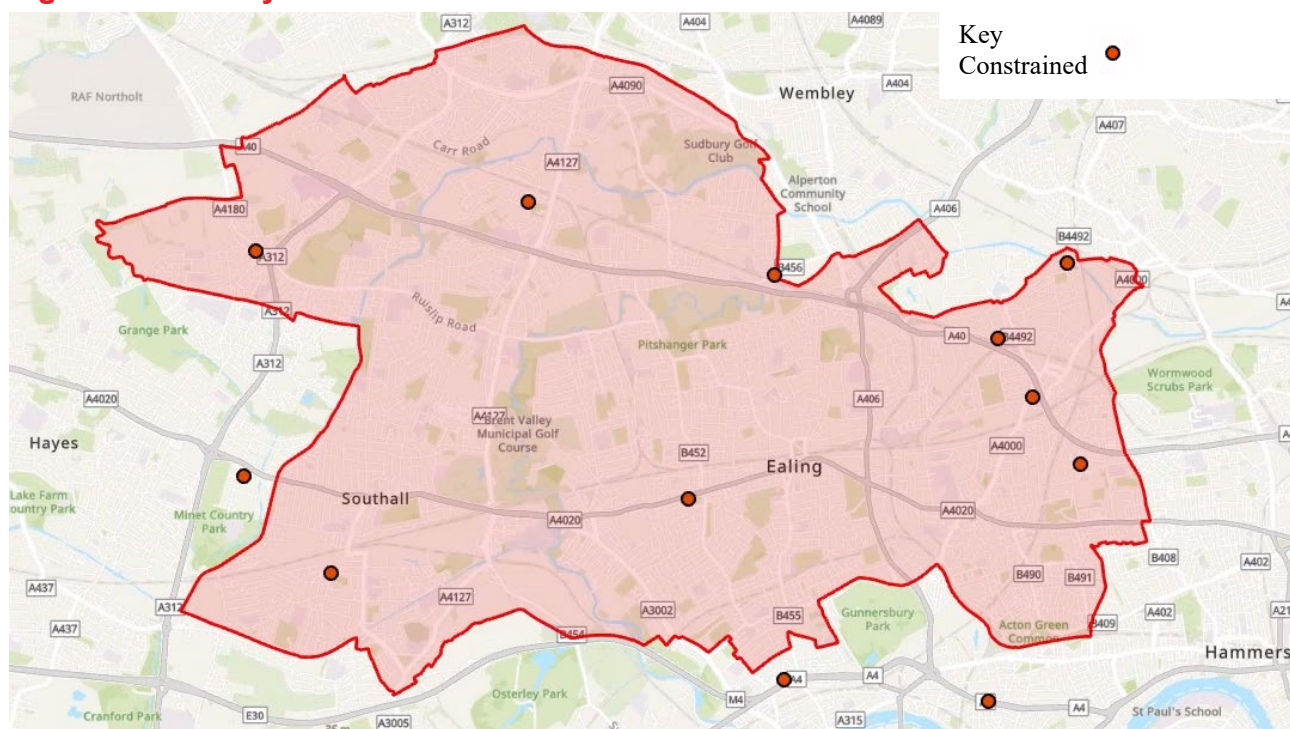 Key
Constrained
A312
A404
A4089
RAF Northolt
A4090
Wembley
A404
A407
A40
Carr Road
A4127
Sudbury Golf
Club
Alperton
Community
School
A4180
A406
A312
B456
B4492
A4000
Ruislip Road
A312
Grange Park
Pitshanger Park
A40
B4492
A312
Wormwood
Scrubs Park
A4020
A406
A4127
Brent Valley
Municipal Golf
Course
A4000
Hayes
B452
Ealing
Southall
Lake Farm
Country Park
Minet Country
Park
A4020
A4020
B408
A402
A437
A312
A4127
A3002
B455
B490
B491
Gunnersbury
Park
A402
A437
B454
Acton Green
Common
B409
Hammers
A4
A4
Osterley Park
M4
A4
St Paul's School
Cranford Park
E30
A3005
A315